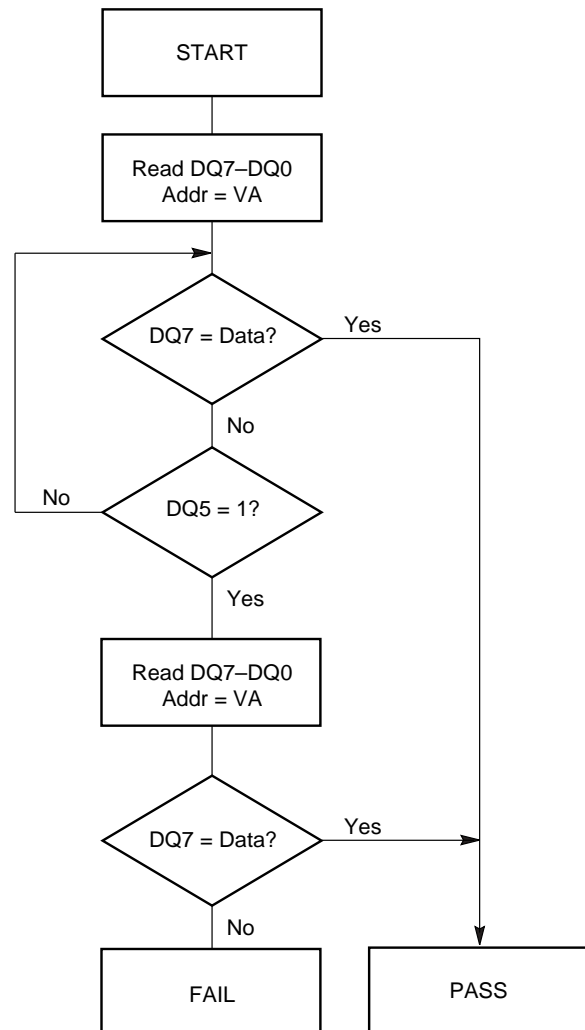 START
Read DQ7–DQ0
Addr = VA
DQ7 = Data?
Yes
No
No
DQ5 = 1?
Yes
Read DQ7–DQ0
Addr = VA
DQ7 = Data?
Yes
No
FAIL
PASS